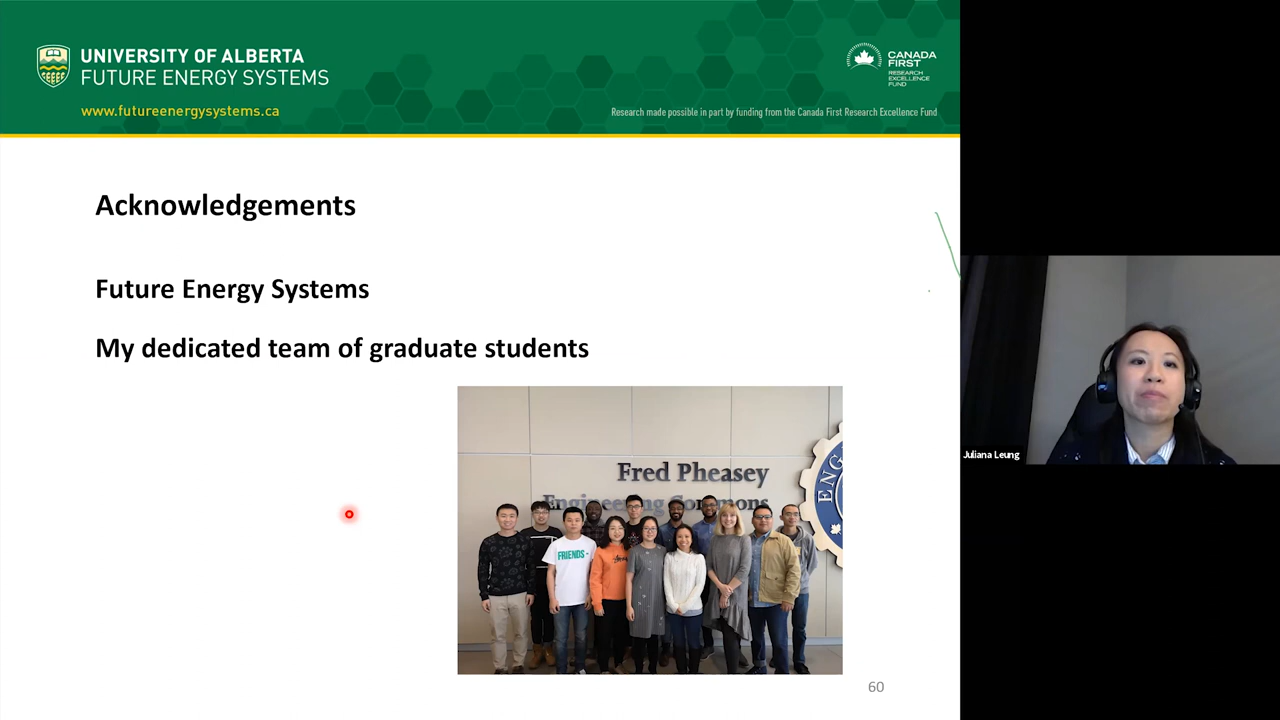 UNIVERSITY OF ALBERTA
FUTURE ENERGY SYSTEMS
www.futureenergysystems.ca
CANADA
FIRST
RESEARCH
EXCELLENCE
FUND
Research made possible in part by funding from the Canada First Research Excellence Fund
Acknowledgements
Future Energy Systems
My dedicated team of graduate students
Fred Pheasey
Engineering Commons
ENG
FRIENDS
60
Juliana Leung